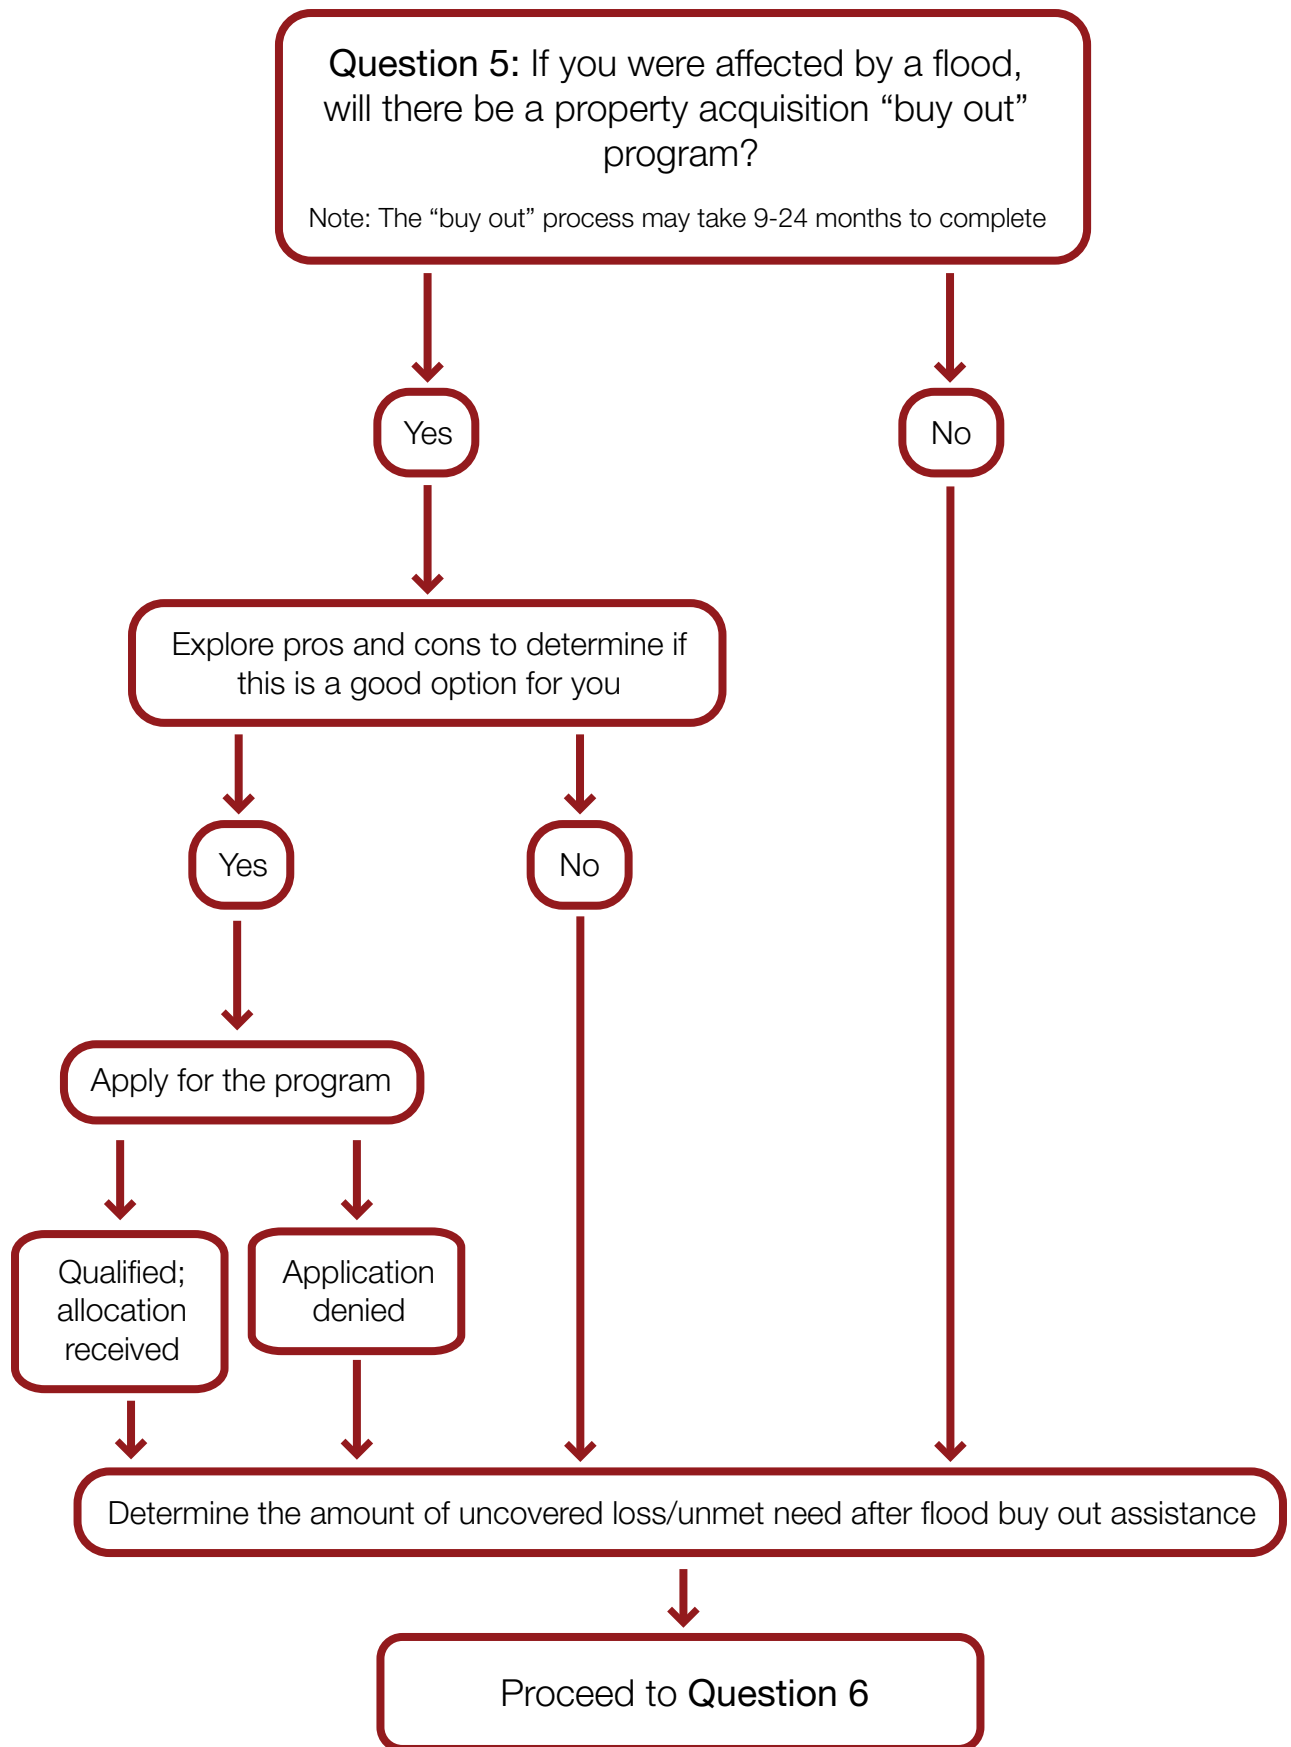 Question 5: If you were affected by a flood,
will there be a property acquisition “buy out”
program?
Note: The “buy out” process may take 9-24 months to complete
Yes
No
Explore pros and cons to determine if
this is a good option for you
Yes
No
Apply for the program
Qualified;
allocation
received
Application
denied
Determine the amount of uncovered loss/unmet need after flood buy out assistance
Proceed to Question 6